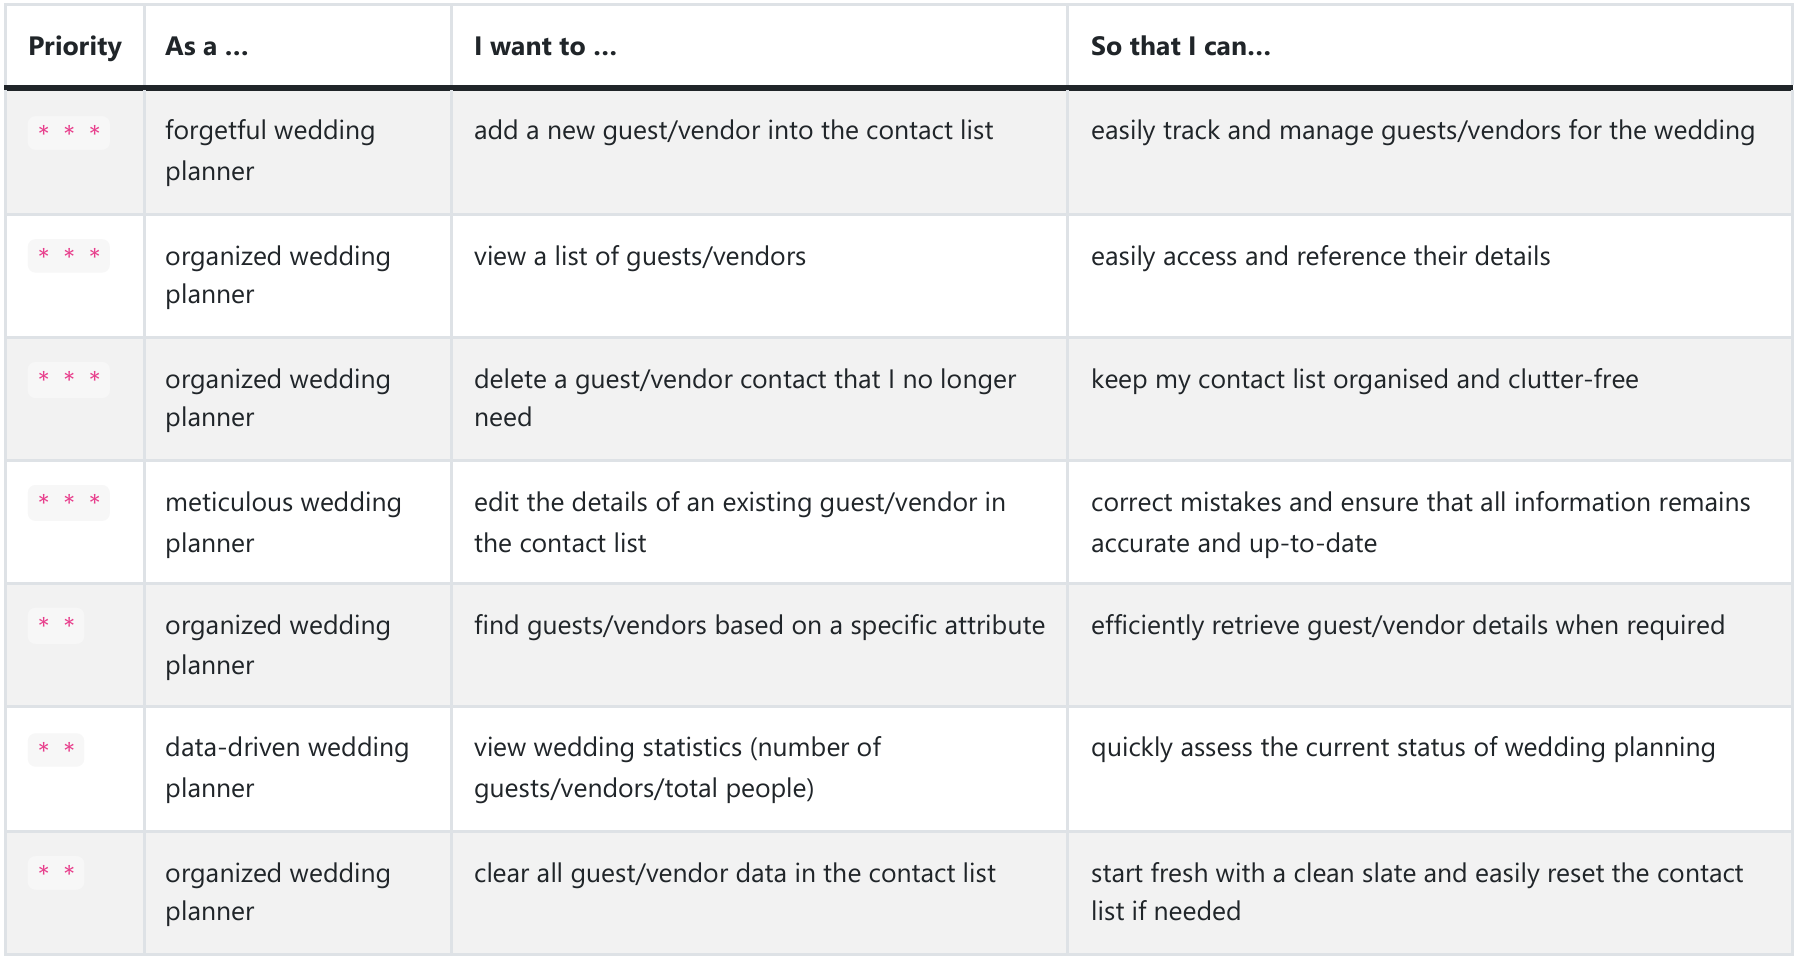 Priority As a … I want to … So that I can…
* * * forgetful wedding add a new guest/vendor into the contact list easily track and manage guests/vendors for the wedding
planner
* * * organized wedding view a list of guests/vendors easily access and reference their details
planner
* * * organized wedding delete a guest/vendor contact that I no longer keep my contact list organised and clutter-free
planner need
* * * meticulous wedding edit the details of an existing guest/vendor in correct mistakes and ensure that all information remains
planner the contact list accurate and up-to-date
* * organized wedding find guests/vendors based on a specific attribute efficiently retrieve guest/vendor details when required
planner
* * data-driven wedding view wedding statistics (number of quickly assess the current status of wedding planning
planner guests/vendors/total people)
* * organized wedding clear all guest/vendor data in the contact list start fresh with a clean slate and easily reset the contact
planner list if needed